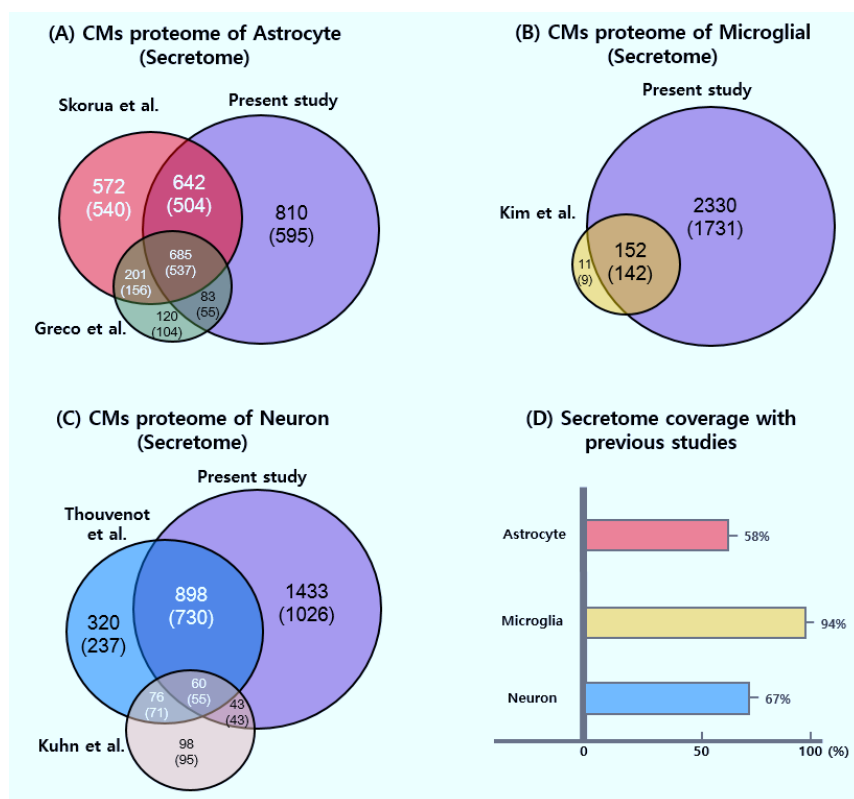 (A) CMs proteome of Astrocyte
(Secretome)
Skorua et al.
Present study
572
(540)
642
(504)
810
(595)
685
(537)
201
(156)
83
(55)
120
(104)
Greco et al.
(B) CMs proteome of Microglial
(Secretome)
Present study
Kim et al.
2330
(1731)
152
(142)
11
(9)
(C) CMs proteome of Neuron
(Secretome)
Present study
Thouvenot
et al.
898
(730)
1433
(1026)
320
(237)
60
(55)
76
(71)
43
(43)
98
(95)
Kuhn et al.
(D) Secretome coverage with
previous studies
Astrocyte
58%
Microglia
94%
Neuron
67%
0 50 100 (%)